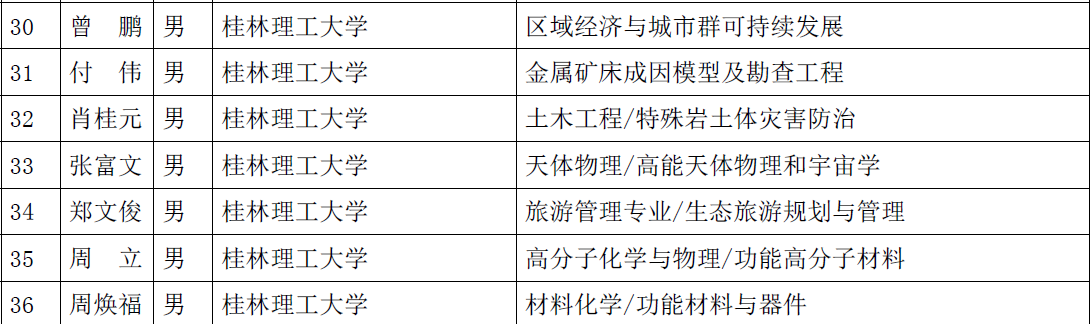 30 曾　鹏 男 桂林理工大学 区域经济与城市群可持续发展
31 付　伟 男 桂林理工大学 金属矿床成因模型及勘查工程
32 肖桂元 男 桂林理工大学 土木工程/特殊岩土体灾害防治
33 张富文 男 桂林理工大学 天体物理/高能天体物理和宇宙学
34 郑文俊 男 桂林理工大学 旅游管理专业/生态旅游规划与管理
35 周　立 男 桂林理工大学 高分子化学与物理/功能高分子材料
36 周焕福 男 桂林理工大学 材料化学/功能材料与器件